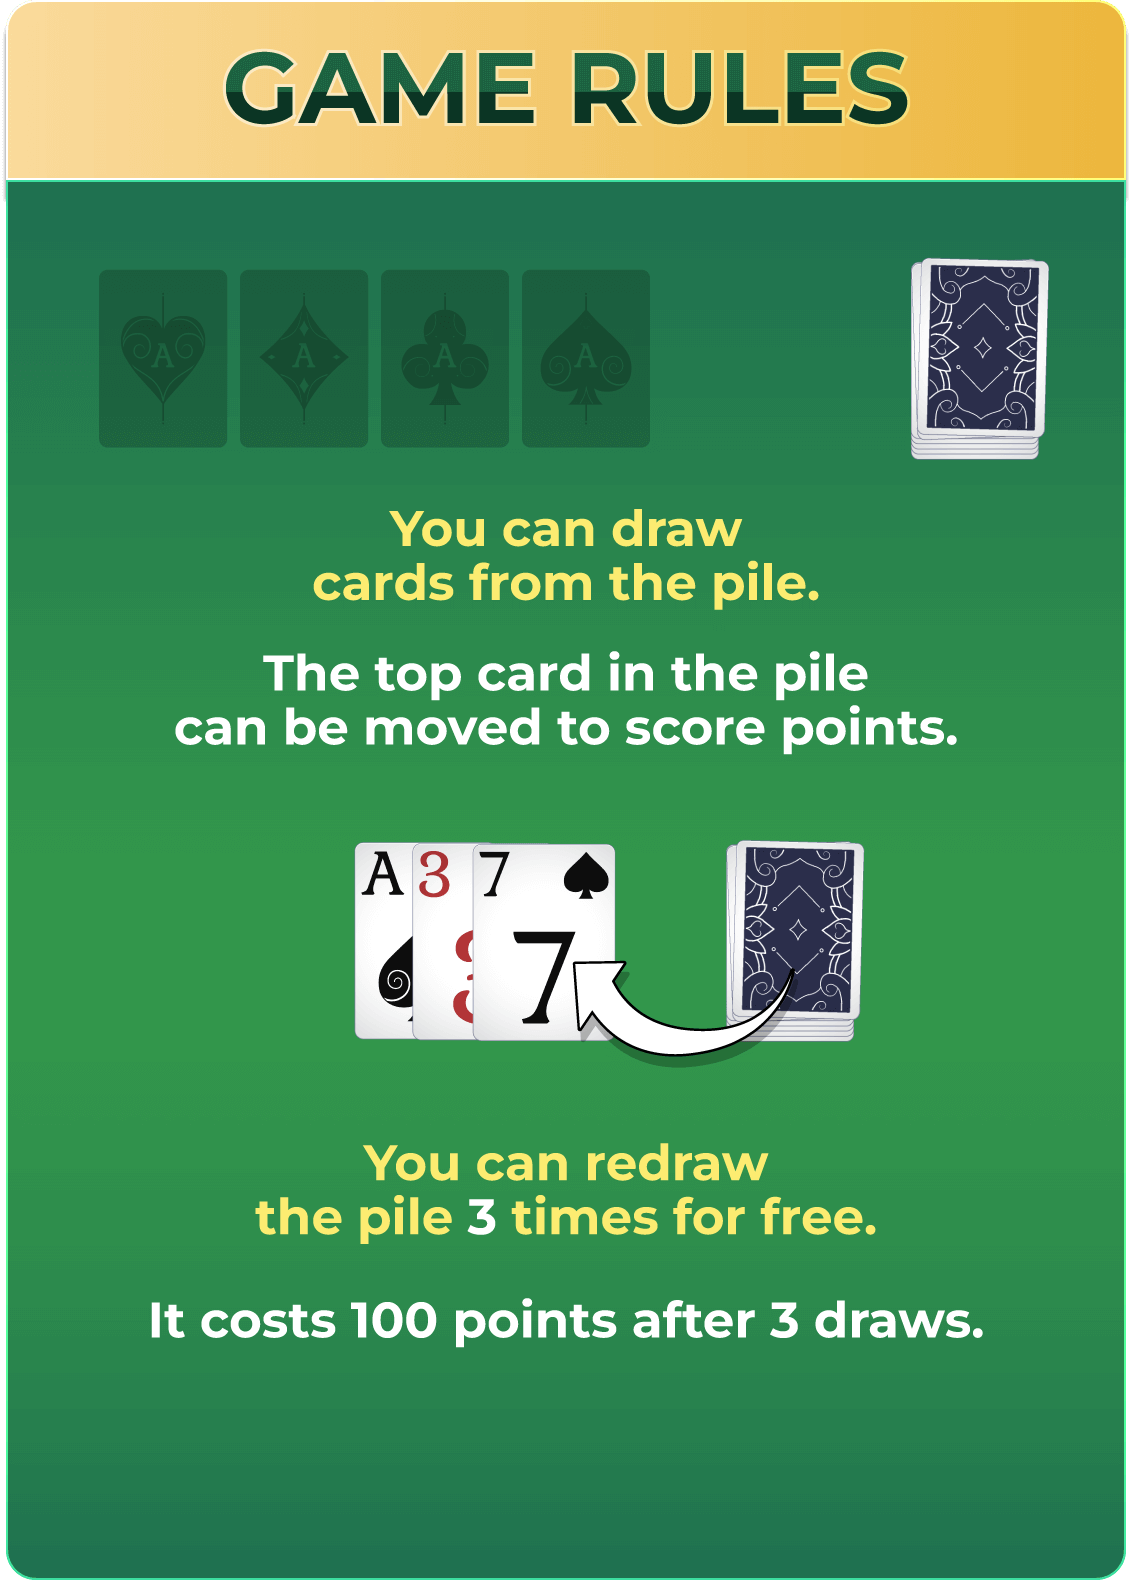 GAME RULES
A A A A
You can draw
cards from the pile.
The top card in the pile
can be moved to score points.
A 3 7
3 7
You can redraw
the pile 3 times for free.
It costs 100 points after 3 draws.